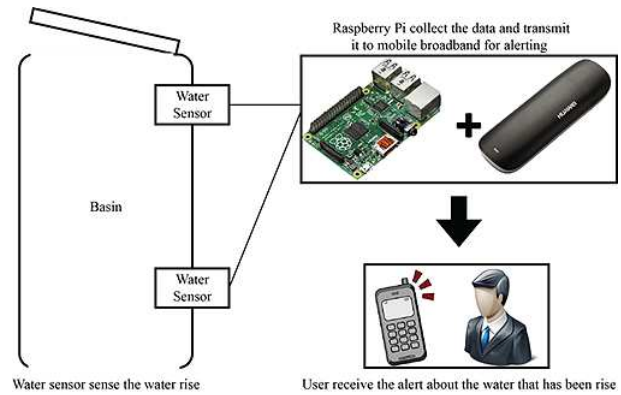 Raspberry Pi collect the data and transmit
it to mobile broadband for alerting
Water
Sensor
HUAWEI
Basin
Water
Sensor
Water sensor sense the water rise
User receive the alert about the water that has been rise